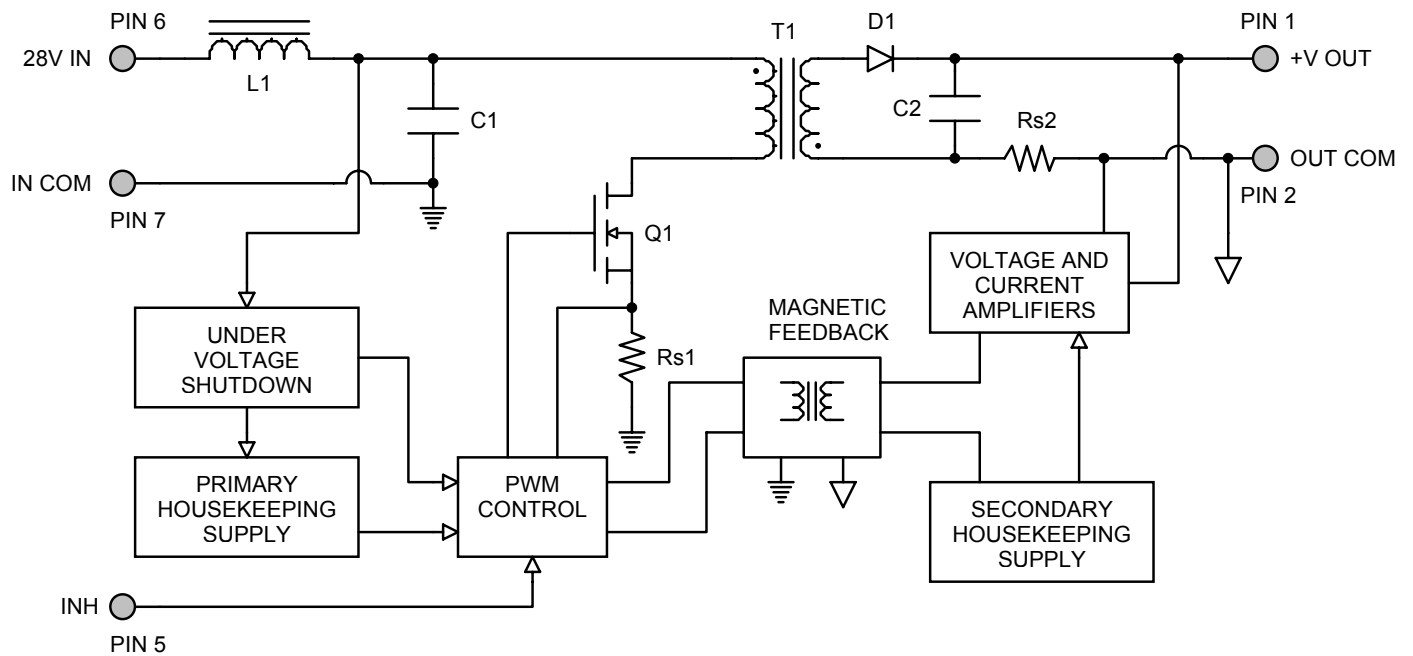 PIN 6
28V IN
L1
C1
IN COM
PIN 7
T1
D1
C2
Rs2
PIN 1
+V OUT
OUT COM
PIN 2
Q1
Rs1
UNDER
VOLTAGE
SHUTDOWN
PRIMARY
HOUSEKEEPING
SUPPLY
PWM
CONTROL
MAGNETIC
FEEDBACK
VOLTAGE AND
CURRENT
AMPLIFIERS
SECONDARY
HOUSEKEEPING
SUPPLY
INH
PIN 5